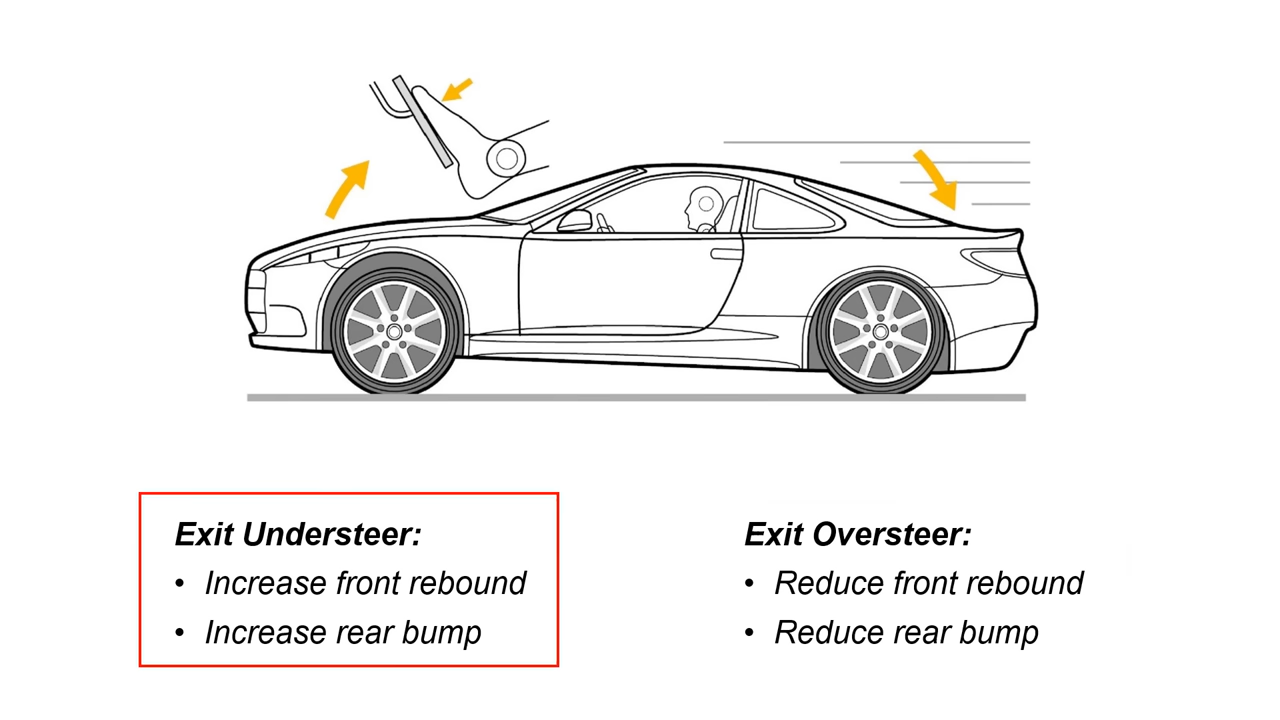 Exit Understeer:
• Increase front rebound
• Increase rear bump
Exit Oversteer:
• Reduce front rebound
• Reduce rear bump